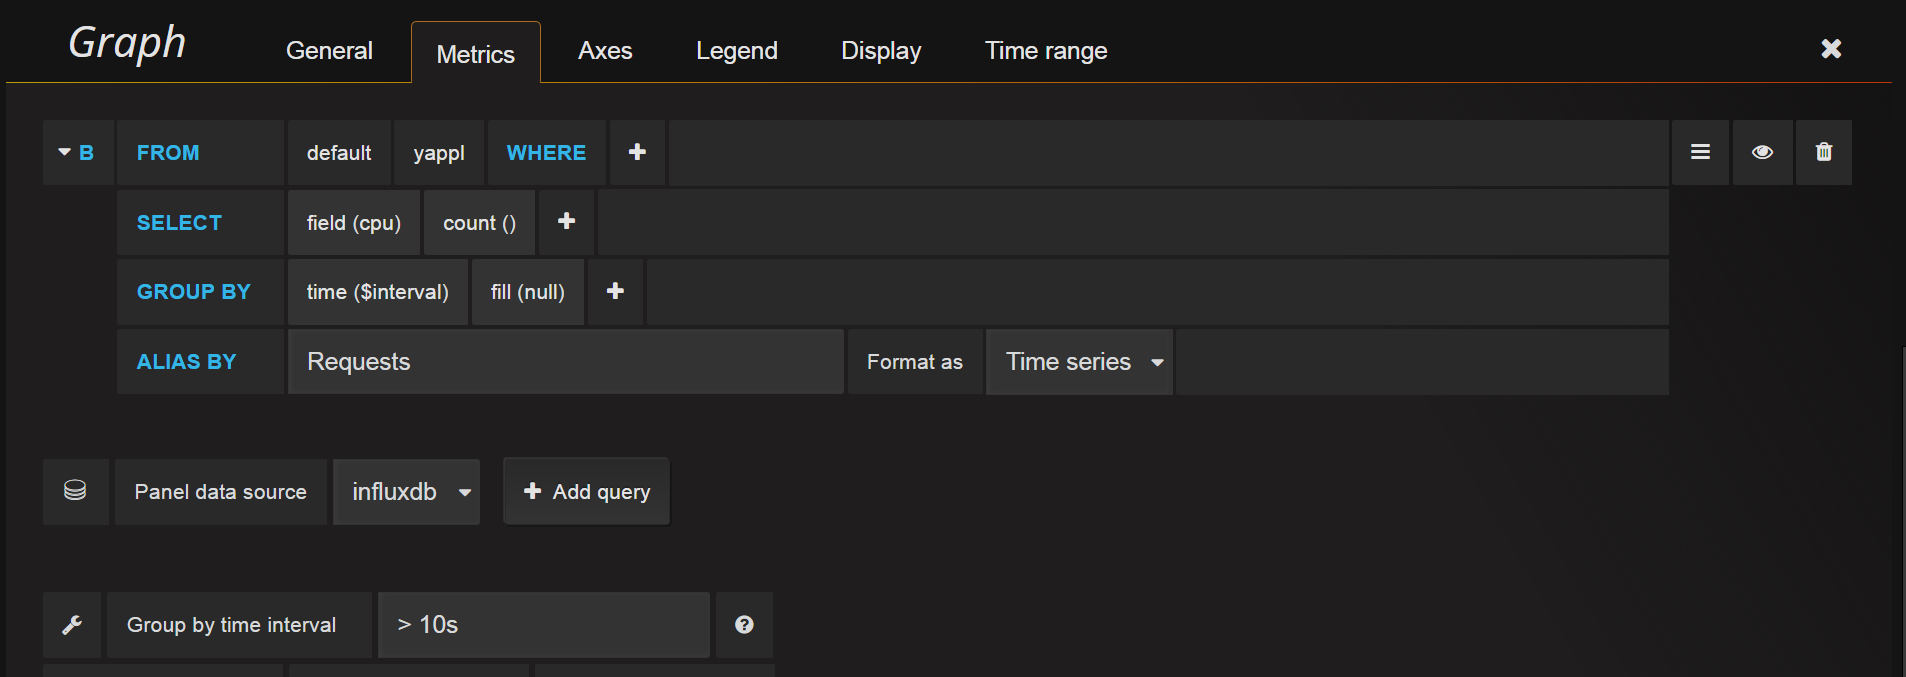 Graph General Metrics Axes Legend Display Time range
B FROM default yappl WHERE
SELECT field (cpu) count ()
GROUP BY time ($interval) fill (null)
ALIAS BY Requests Format as Time series
Panel data source influxdb Add query
Group by time interval > 10s